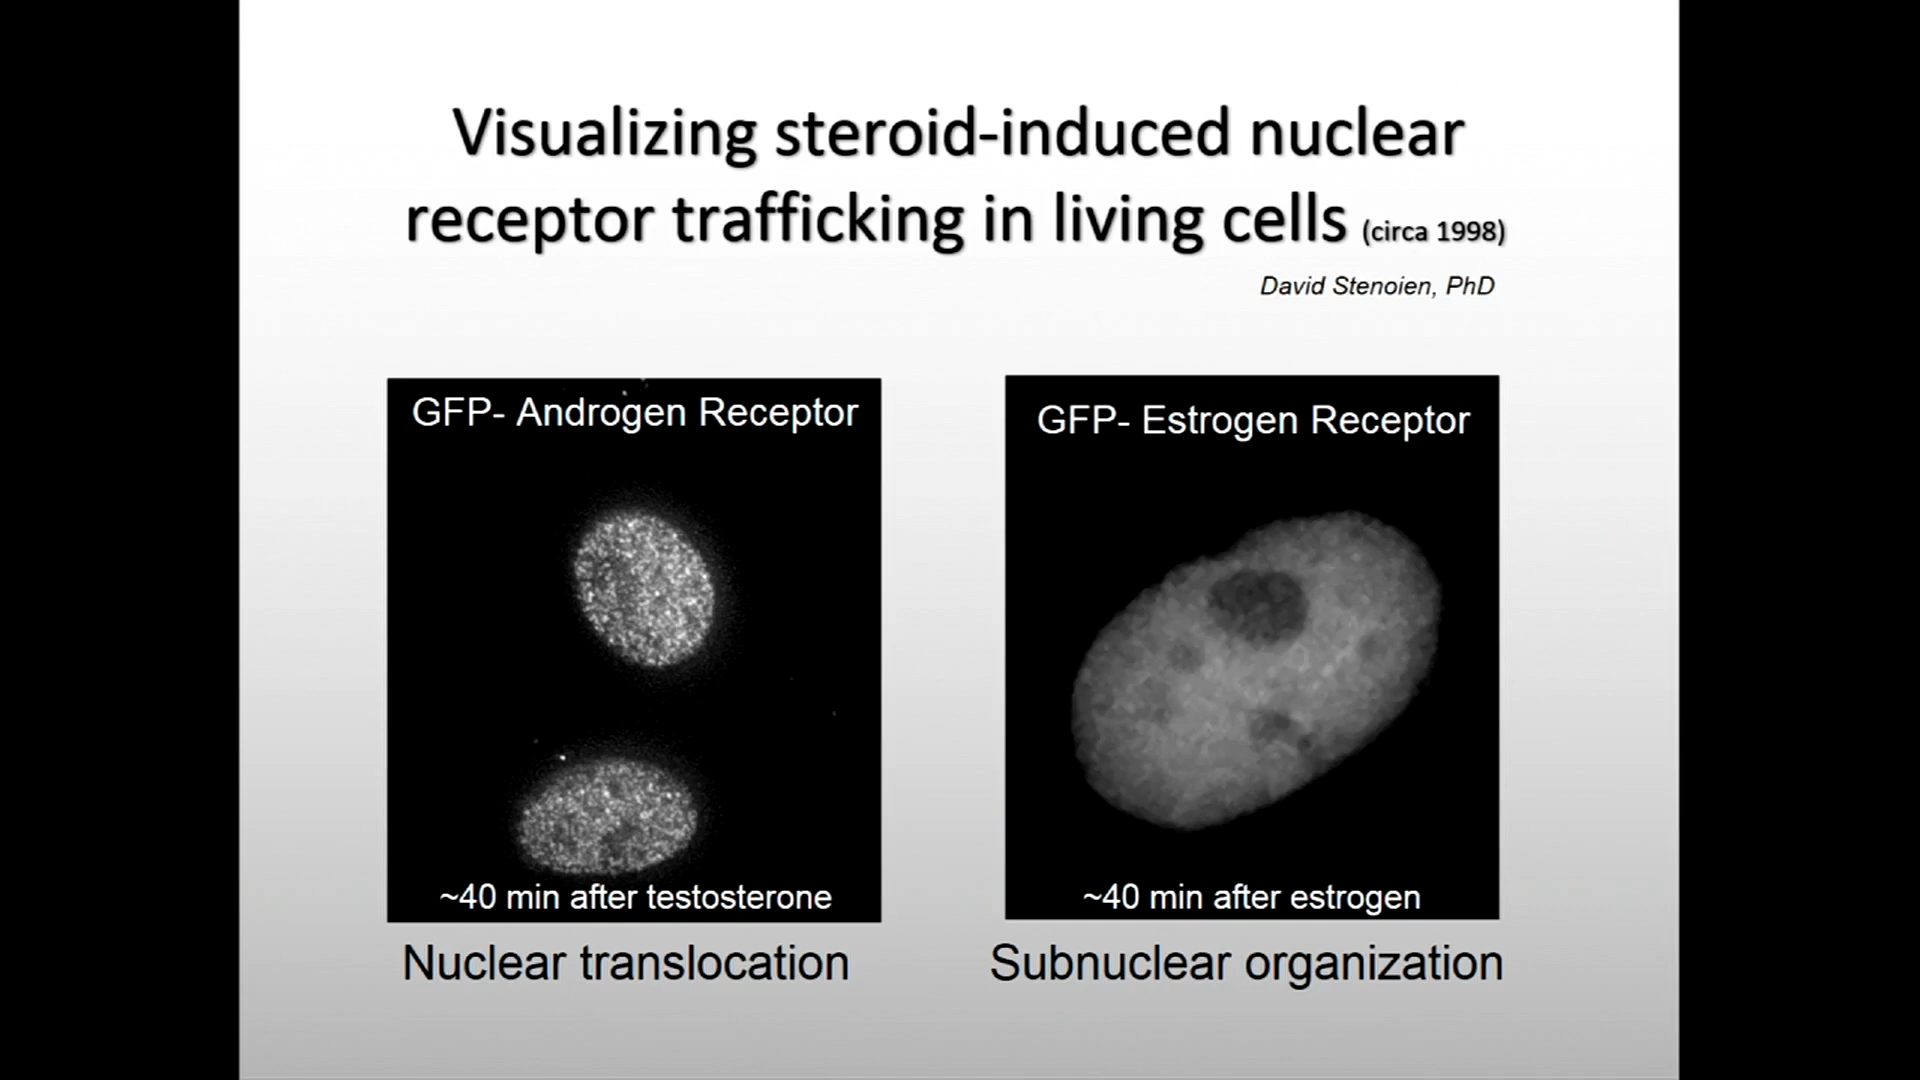 Visualizing steroid-induced nuclear
receptor trafficking in living cells (circa 1998)
David Stenoien, PhD
GFP- Androgen Receptor
~40 min after testosterone
Nuclear translocation
GFP- Estrogen Receptor
~40 min after estrogen
Subnuclear organization